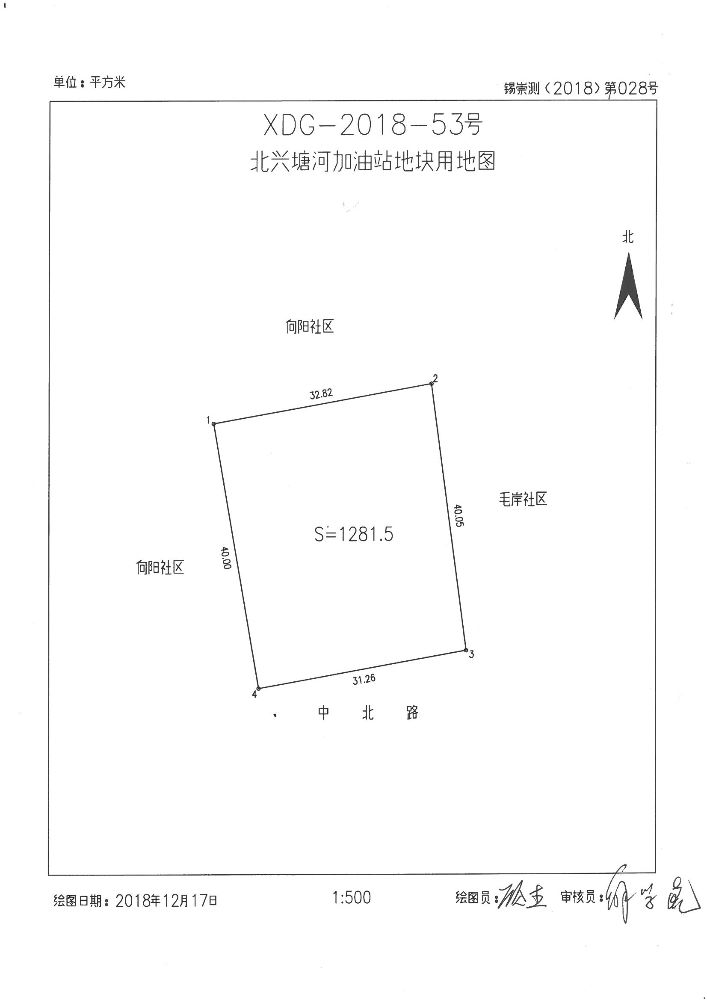 单位：平方米
锡崇测（2018）第028号
XDG-2018-53号
北兴塘河加油站地块用地图
北
向阳社区
2
32.82
1
毛岸社区
40.05
S=1281.5
40.00
向阳社区
3
31.26
4
中北路
绘图日期：2018年12月17日
1:500
绘图员：
审核员：